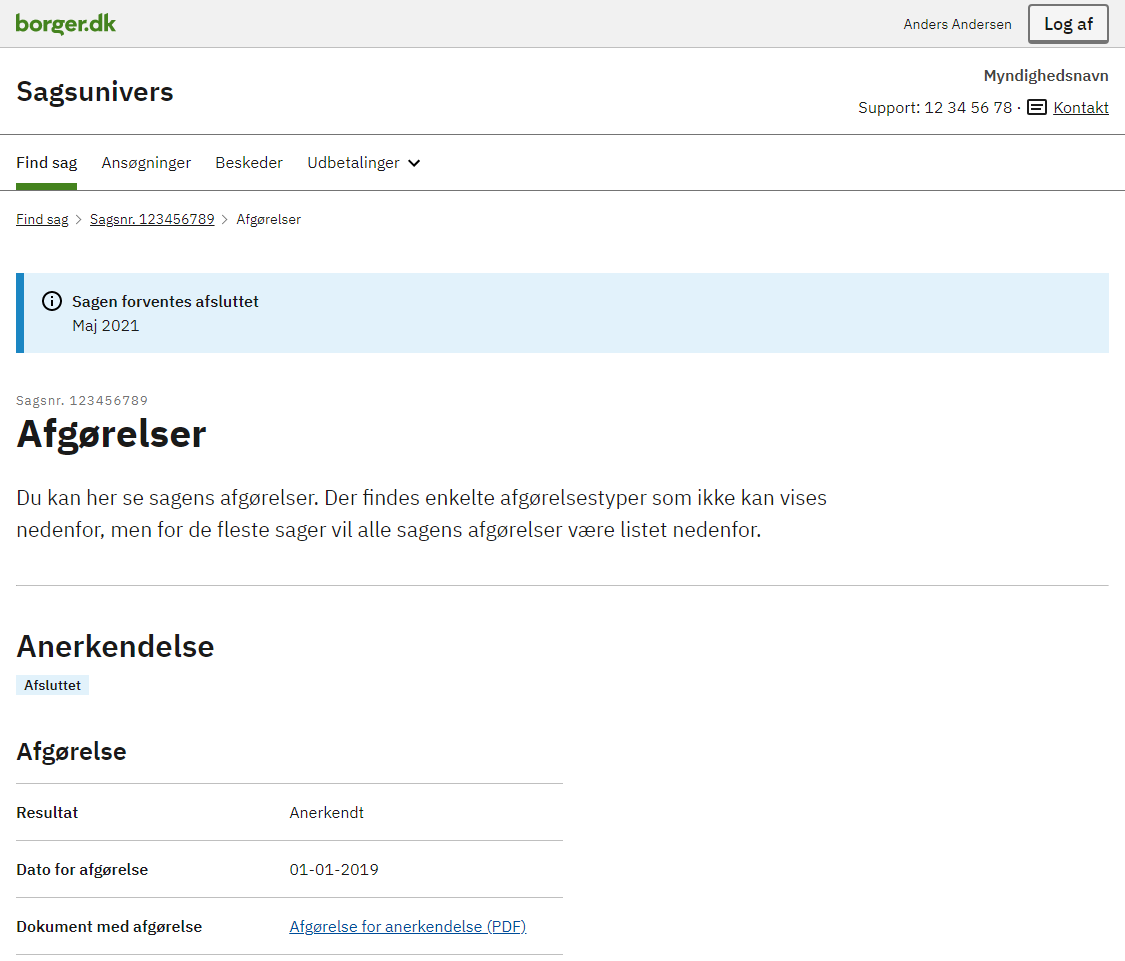 borger.dk
Anders Andersen
Log af
Sagsunivers
Myndighedsnavn
Support: 12 34 56 78 · Kontakt
Find sag Ansøgninger Beskeder Udbetalinger
Find sag > Sagsnr. 123456789 > Afgørelser
Sagen forventes afsluttet
Maj 2021
Sagsnr. 123456789
Afgørelser
Du kan her se sagens afgørelser. Der findes enkelte afgørelsestyper som ikke kan vises
nedenfor, men for de fleste sager vil alle sagens afgørelser være listet nedenfor.
Anerkendelse
Afsluttet
Afgørelse
Resultat Anerkendt
Dato for afgørelse 01-01-2019
Dokument med afgørelse Afgørelse for anerkendelse (PDF)